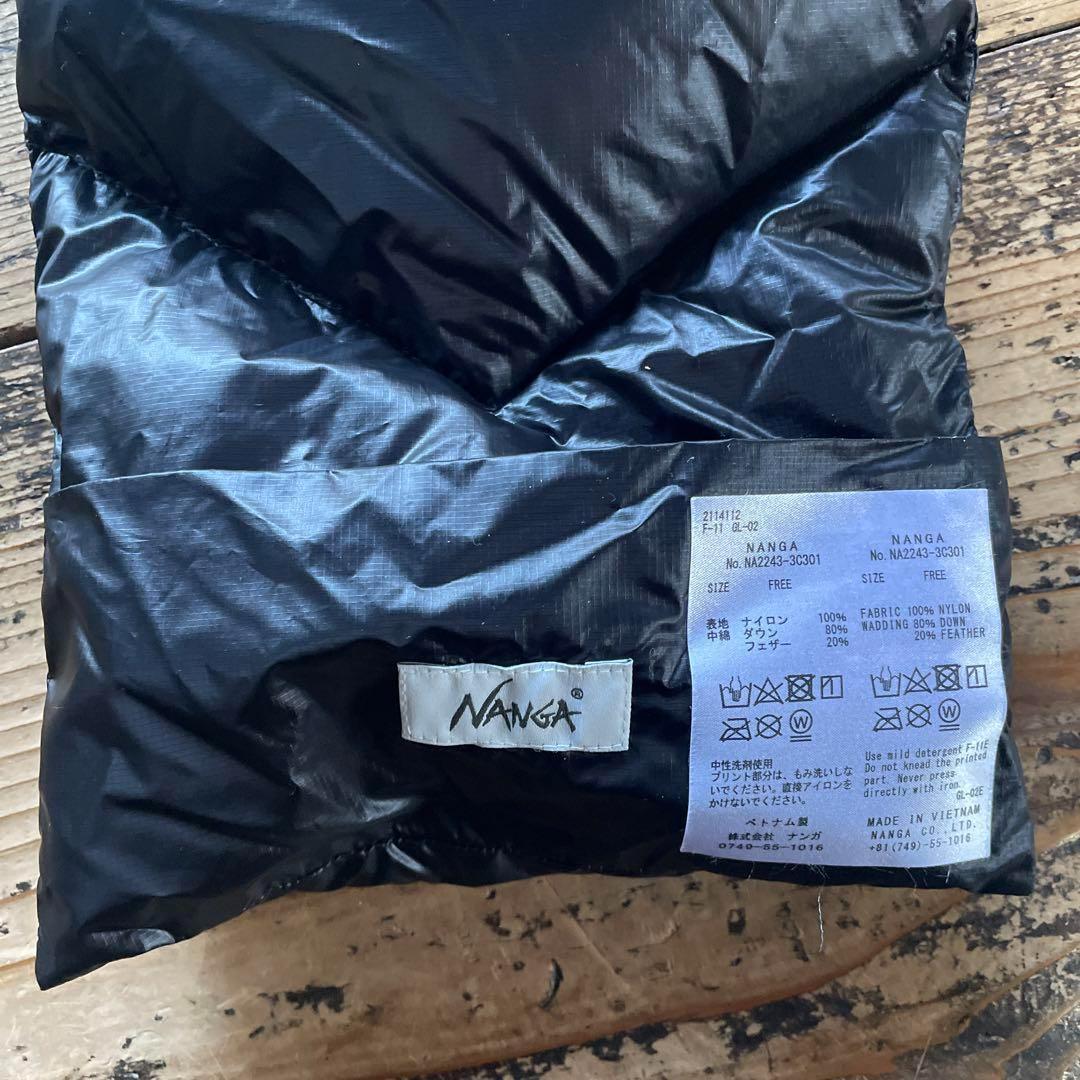 2114112
F-11 GL-02
NANGA
No. NA2243-3C301
SIZE FREE
表地 ナイロン 100%
中綿 ダウン 80%
フェザー 20%
中性洗剤使用
プリント部分は、もみ洗いしな
いでください。直接アイロンを
かけないでください。
ベトナム製
株式会社 ナンガ
0749-55-1016
NANGA
No. NA2243-3C301
SIZE FREE
FABRIC 100% NYLON
WADDING 80% DOWN
20% FEATHER
W
W
Use mild detergent F-11E
Do not knead the printed
part. Never press
directly with iron.
GL-02E
MADE IN VIETNAM
NANGA CO.,LTD.
+81(749)-55-1016
NANGA®